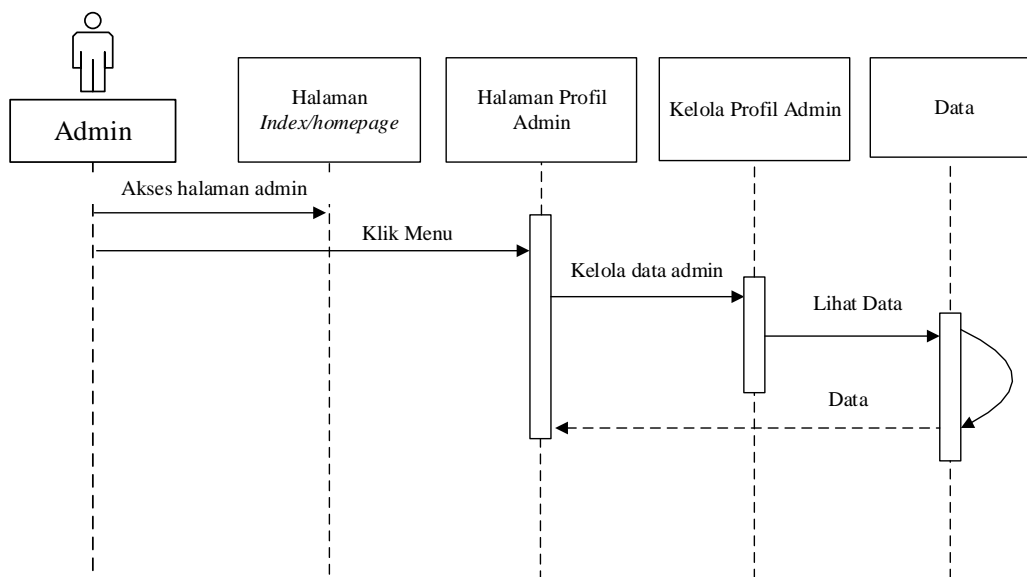 Admin
Halaman
Index/homepage
Halaman Profil
Admin
Kelola Profil Admin
Data
Akses halaman admin
Klik Menu
Kelola data admin
Lihat Data
Data